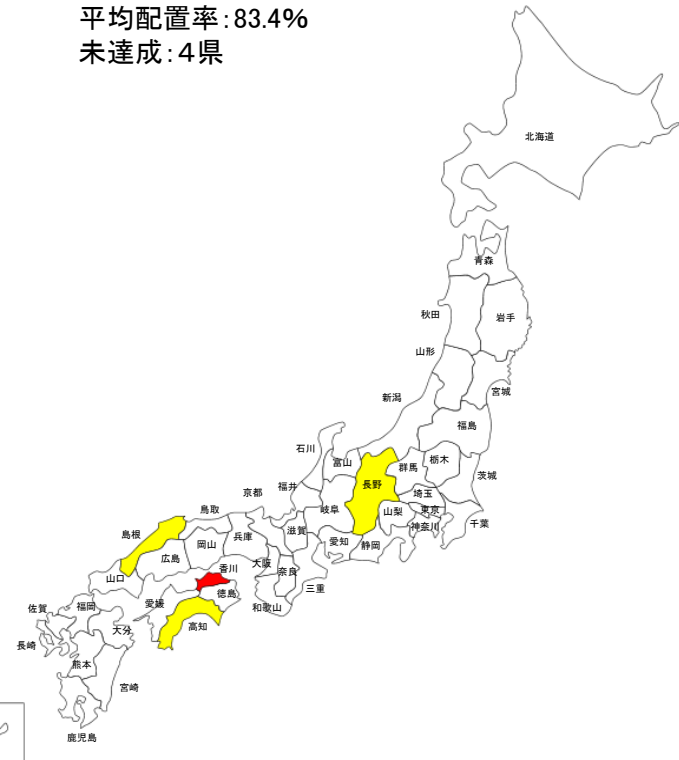 平均配置率:83.4%
未達成:4県
北海道
青森
秋田
岩手
山形
宮城
新潟
福島
石川
富山
群馬
栃木
茨城
長野
埼玉
福井
京都
岐阜
山梨
東京
神奈川
千葉
鳥取
島根
岡山
兵庫
滋賀
愛知
静岡
広島
大阪
奈良
香川
山口
徳島
三重
和歌山
愛媛
佐賀
福岡
高知
大分
長崎
熊本
宮崎
鹿児島